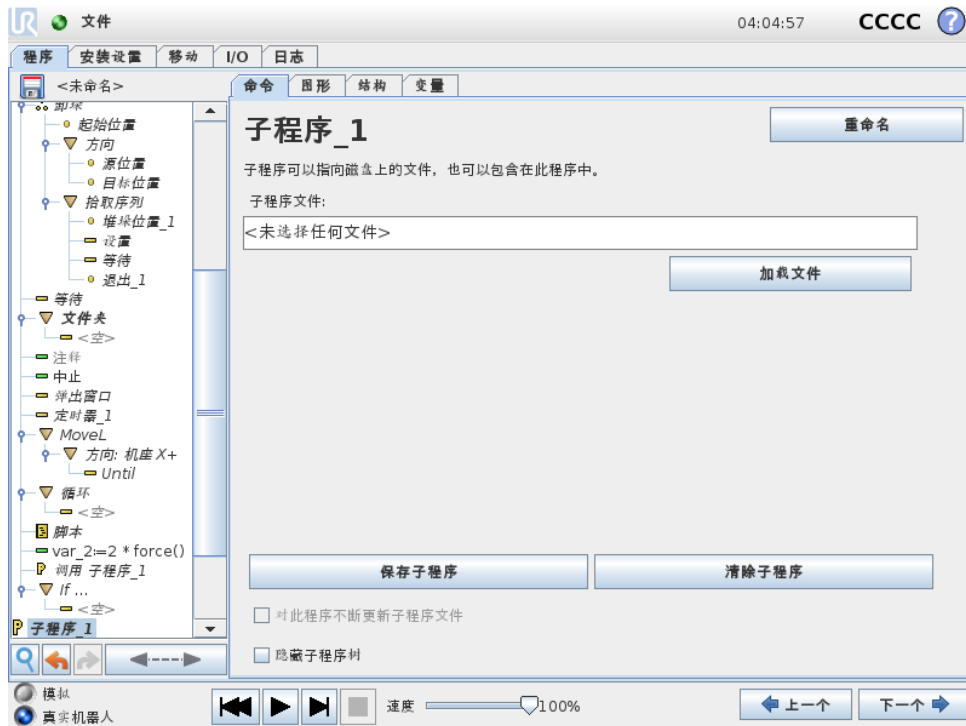 UR 文件 04:04:57 CCCC ?
程序 安装设置 移动 I/O 日志
<未命名>
命令 图形 结构 变量
卸垛
起始位置
方向
源位置
目标位置
拾取序列
堆垛位置_1
设置
等待
退出_1
等待
文件夹
<空>
注释
中止
弹出窗口
定时器_1
MoveL
方向: 机座 X+
Until
循环
<空>
脚本
var_2:=2 * force()
调用 子程序_1
If ...
<空>
子程序_1
子程序_1
重命名
子程序可以指向磁盘上的文件，也可以包含在此程序中。
子程序文件:
<未选择任何文件>
加载文件
保存子程序 清除子程序
对此程序不断更新子程序文件
隐藏子程序树
模拟
真实机器人
速度 100%
上一个 下一个